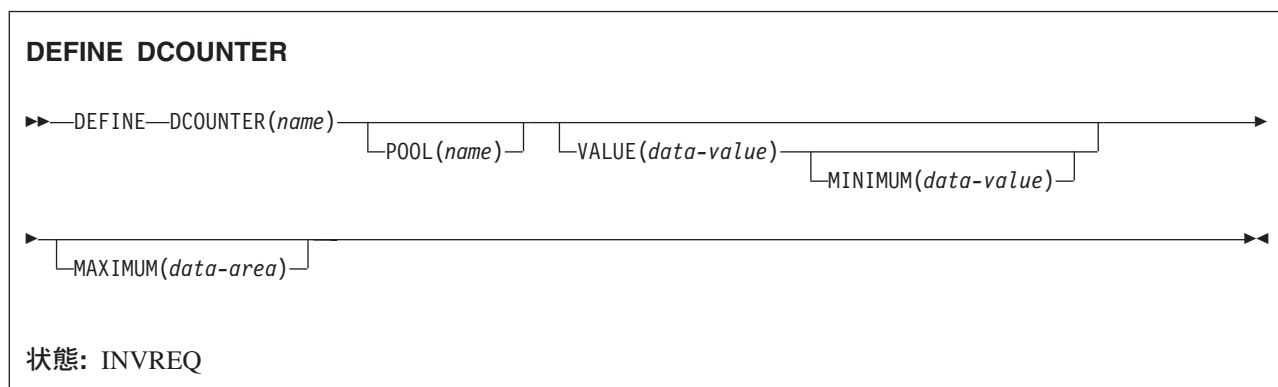 DEFINE DCOUNTER
DEFINE DCOUNTER(name)
POOL(name) VALUE(data-value)
MINIMUM(data-value)
MAXIMUM(data-area)
状態: INVREQ